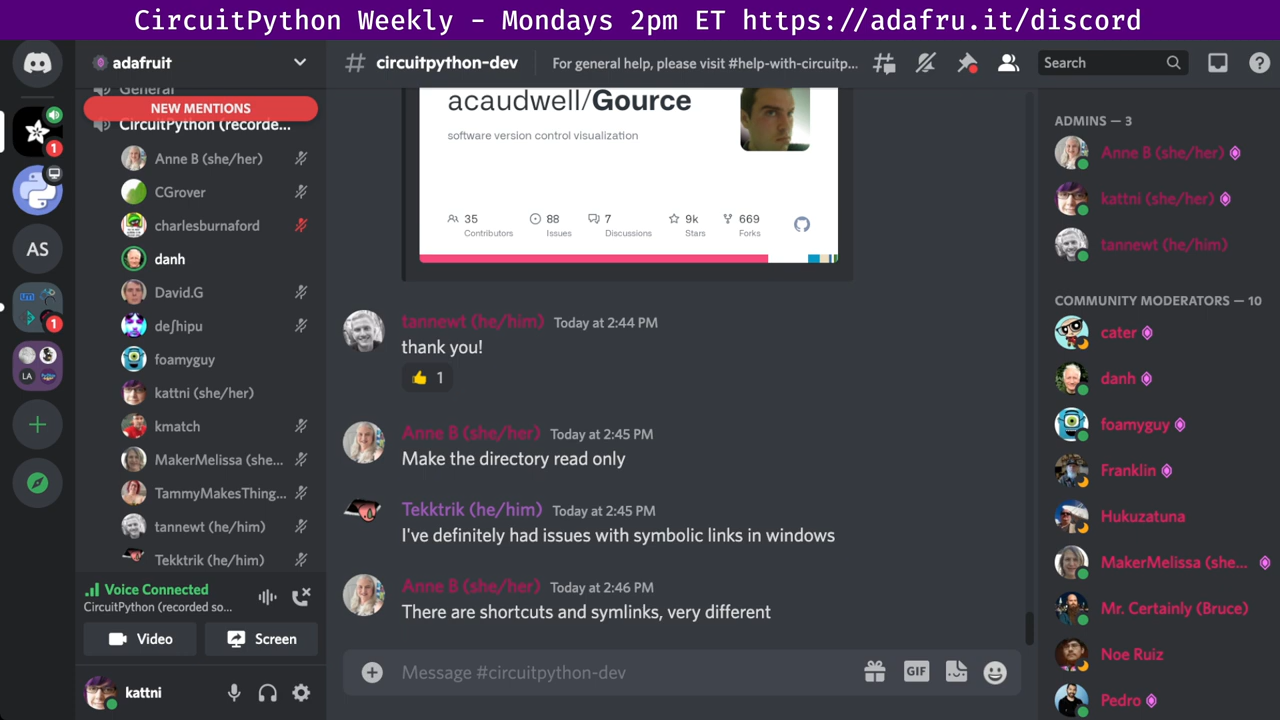 CircuitPython Weekly - Mondays 2pm ET https://adafru.it/discord
adafruit
General
NEW MENTIONS
CircuitPython (recorde...
Anne B (she/her)
CGrover
charlesburnaford
danh
David.G
de∫hipu
foamyguy
kattni (she/her)
kmatch
MakerMelissa (she...
TammyMakesThing...
tannewt (he/him)
Tekktrik (he/him)
Voice Connected
CircuitPython (recorded so...
Video
Screen
kattni
1
AS
1
LA
# circuitpython-dev
For general help, please visit #help-with-circuitp...
Search
acaudwell/Gource
software version control visualization
35 Contributors
88 Issues
7 Discussions
9k Stars
669 Forks
tannewt (he/him) Today at 2:44 PM
thank you!
👍 1
Anne B (she/her) Today at 2:45 PM
Make the directory read only
Tekktrik (he/him) Today at 2:45 PM
I've definitely had issues with symbolic links in windows
Anne B (she/her) Today at 2:46 PM
There are shortcuts and symlinks, very different
Message #circuitpython-dev
GIF
ADMINS — 3
Anne B (she/her)
kattni (she/her)
tannewt (he/him)
COMMUNITY MODERATORS — 10
cater
danh
foamyguy
Franklin
Hukuzatuna
MakerMelissa (she...
Mr. Certainly (Bruce)
Noe Ruiz
Pedro